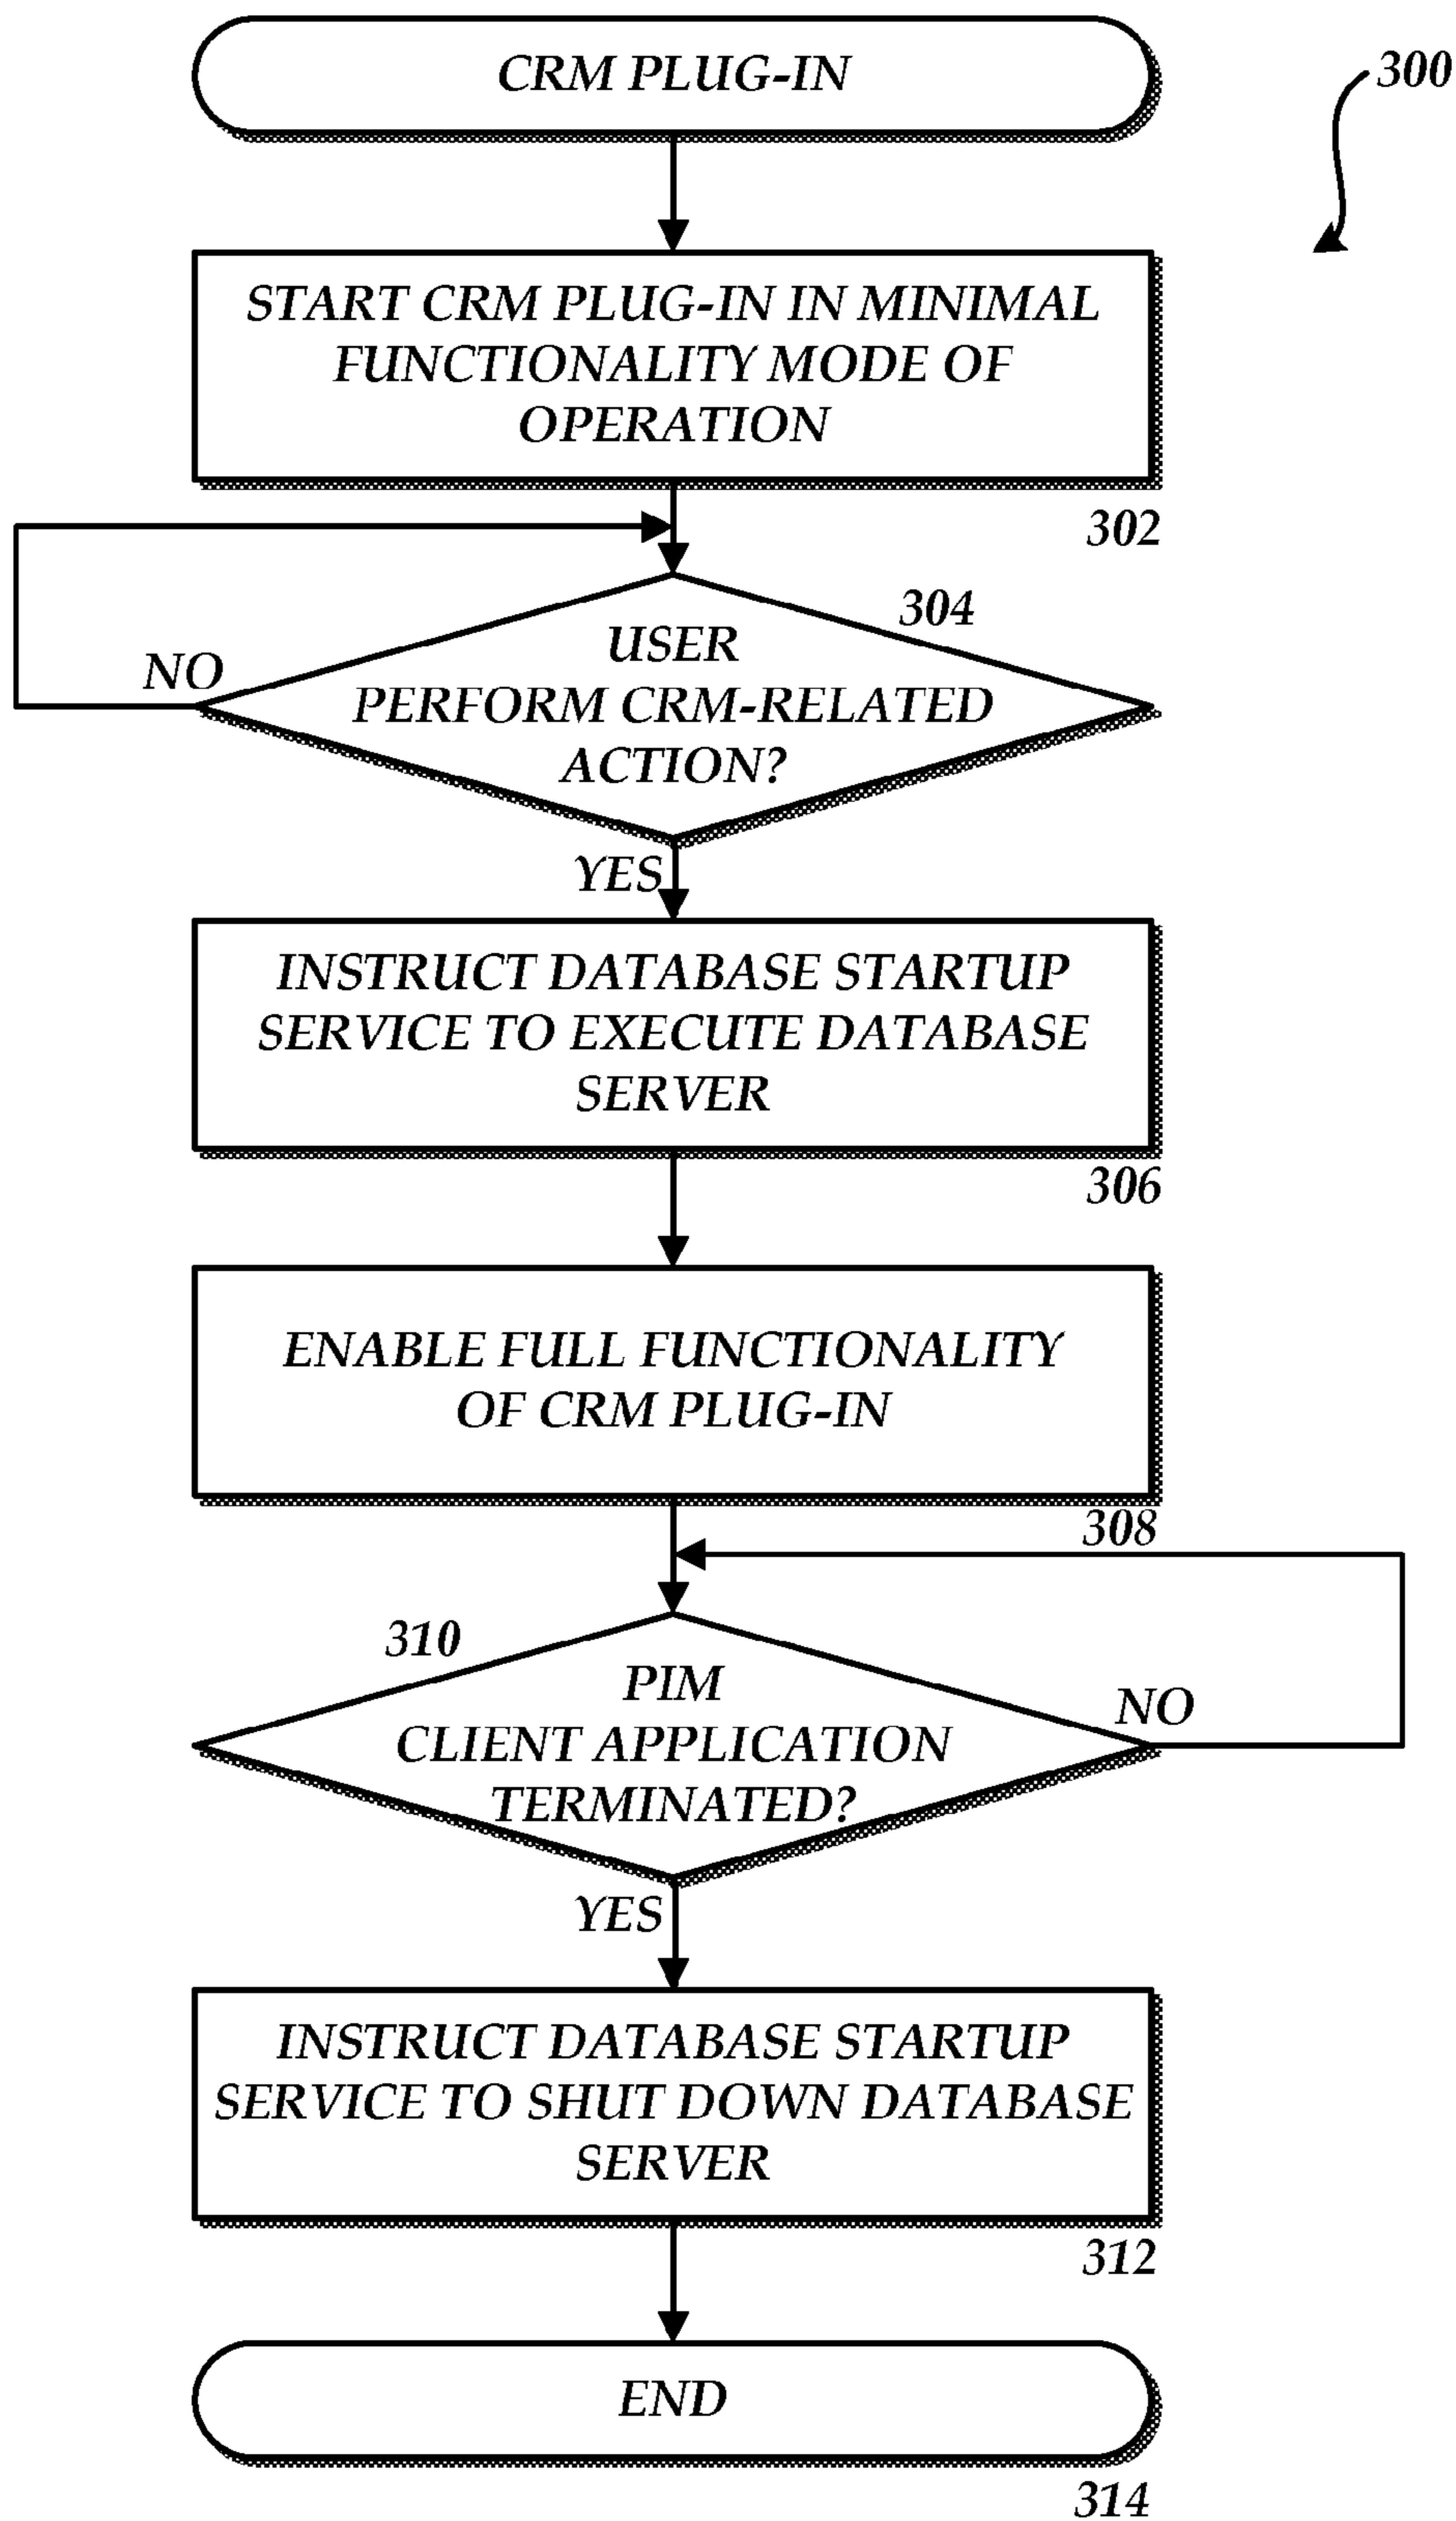 CRM PLUG-IN
300
START CRM PLUG-IN IN MINIMAL
FUNCTIONALITY MODE OF
OPERATION
302
304
USER
PERFORM CRM-RELATED
ACTION?
NO
YES
INSTRUCT DATABASE STARTUP
SERVICE TO EXECUTE DATABASE
SERVER
306
ENABLE FULL FUNCTIONALITY
OF CRM PLUG-IN
308
310
PIM
CLIENT APPLICATION
TERMINATED?
NO
YES
INSTRUCT DATABASE STARTUP
SERVICE TO SHUT DOWN DATABASE
SERVER
312
END
314